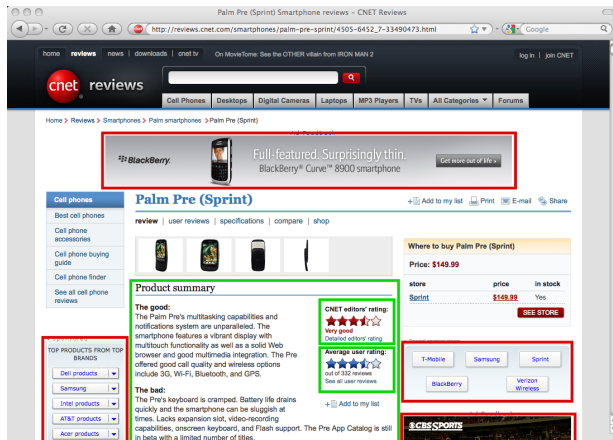 Palm Pre (Sprint) Smartphone reviews – CNET Reviews
http://reviews.cnet.com/smartphones/palm-pre-sprint/4505-6452_7-33490473.html
Google
home reviews news | downloads | cnet tv On MovieTome: See the OTHER villain from IRON MAN 2 log in | join CNET
cnet reviews
Cell Phones Desktops Digital Cameras Laptops MP3 Players TVs All Categories Forums
Home > Reviews > Smartphones > Palm smartphones > Palm Pre (Sprint)
BlackBerry.
Full-featured. Surprisingly thin.
BlackBerry® Curve™ 8900 smartphone
Get more out of life »
Cell phones
Best cell phones
Cell phone
accessories
Cell phone buying
guide
Cell phone finder
See all cell phone
reviews
TOP PRODUCTS FROM TOP
BRANDS
Dell products
Samsung
Intel products
AT&T products
Acer products
Palm Pre (Sprint)
+ Add to my list Print E-mail Share
review | user reviews | specifications | compare | shop
Product summary
The good:
The Palm Pre's multitasking capabilities and
notifications system are unparalleled. The
smartphone features a vibrant display with
multitouch functionality as well as a solid Web
browser and good multimedia integration. The Pre
offered good call quality and wireless options
include 3G, Wi-Fi, Bluetooth, and GPS.
The bad:
The Pre's keyboard is cramped. Battery life drains
quickly and the smartphone can be sluggish at
times. Lacks expansion slot, video-recording
capabilities, onscreen keyboard, and Flash support. The Pre App Catalog is still
in beta with a limited number of titles.
CNET editors' rating:
Very good
Detailed editors' rating
Average user rating:
out of 332 reviews
See all user reviews
+ Add to my list
Where to buy Palm Pre (Sprint)
Price: $149.99
store price in stock
Sprint $149.99 Yes
SEE STORE
T-Mobile Samsung Sprint
BlackBerry Verizon
Wireless
CBS SPORTS